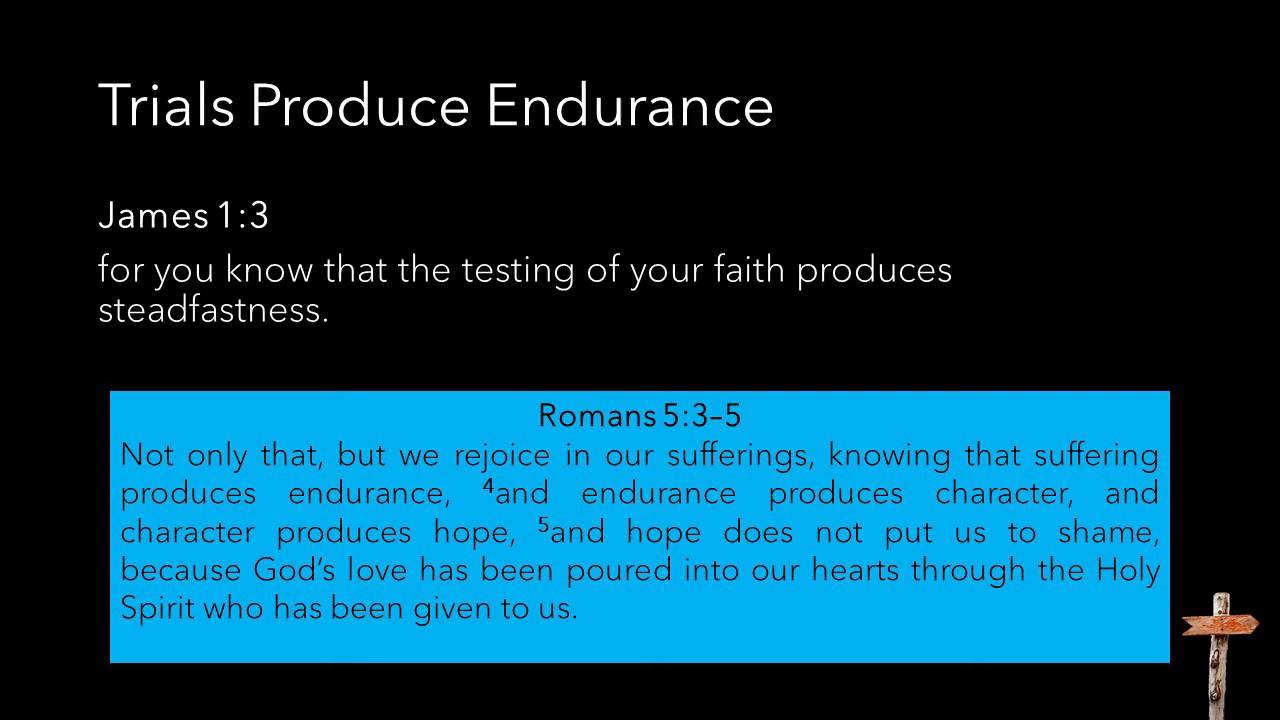 Trials Produce Endurance
James 1:3
for you know that the testing of your faith produces
steadfastness.
Romans 5:3–5
Not only that, but we rejoice in our sufferings, knowing that suffering
produces endurance, ⁴and endurance produces character, and
character produces hope, ⁵and hope does not put us to shame,
because God’s love has been poured into our hearts through the Holy
Spirit who has been given to us.